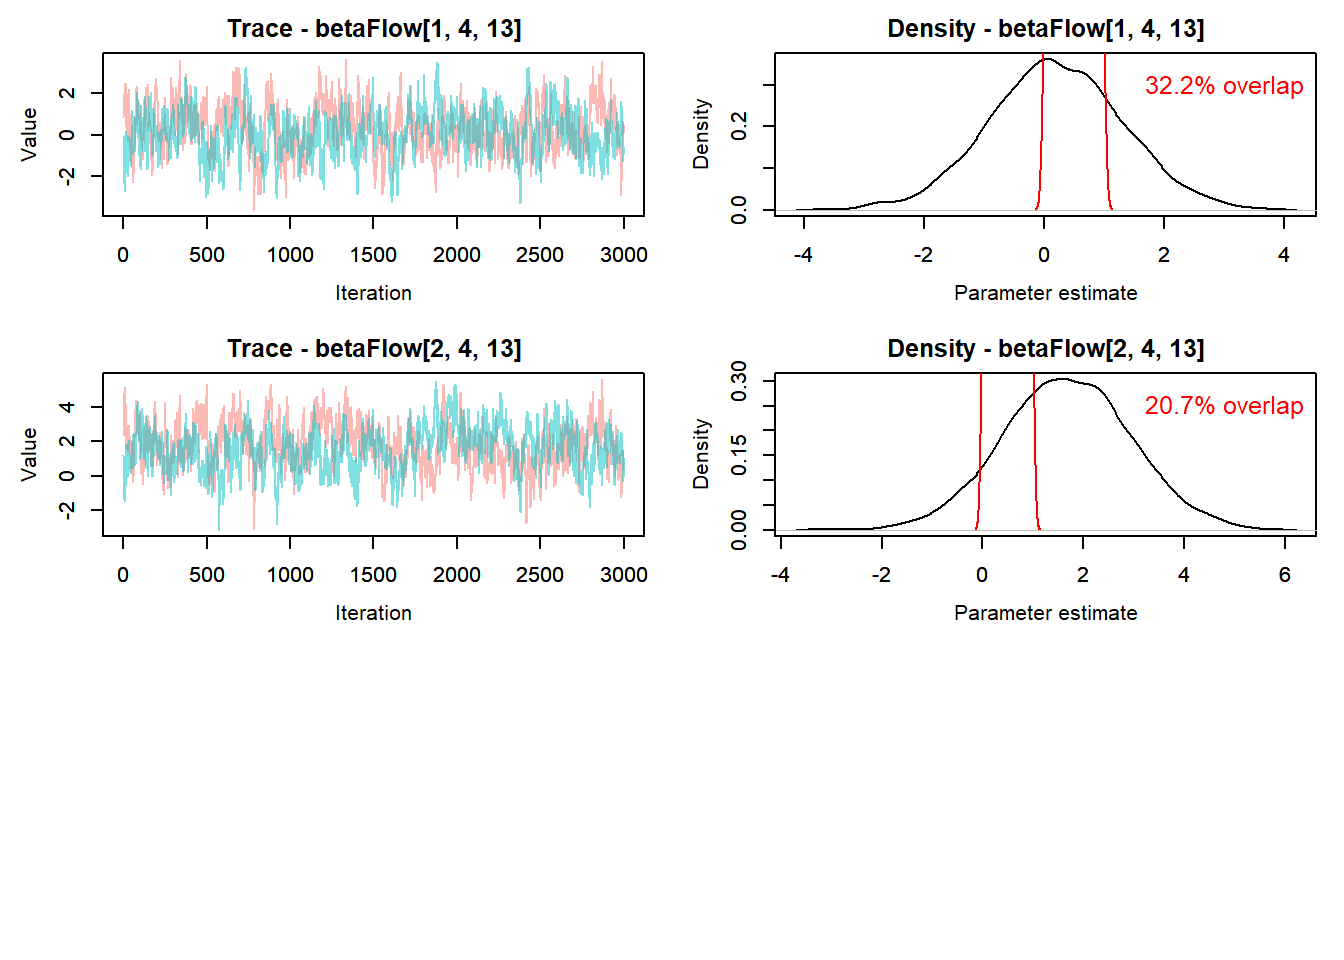 Trace - betaFlow[1, 4, 13]
Value
2
0
-2
0 500 1000 1500 2000 2500 3000
Iteration
Density - betaFlow[1, 4, 13]
32.2% overlap
Density
0.2
0.0
-4 -2 0 2 4
Parameter estimate
Trace - betaFlow[2, 4, 13]
Value
4
2
0
-2
0 500 1000 1500 2000 2500 3000
Iteration
Density - betaFlow[2, 4, 13]
20.7% overlap
Density
0.30
0.15
0.00
-4 -2 0 2 4 6
Parameter estimate